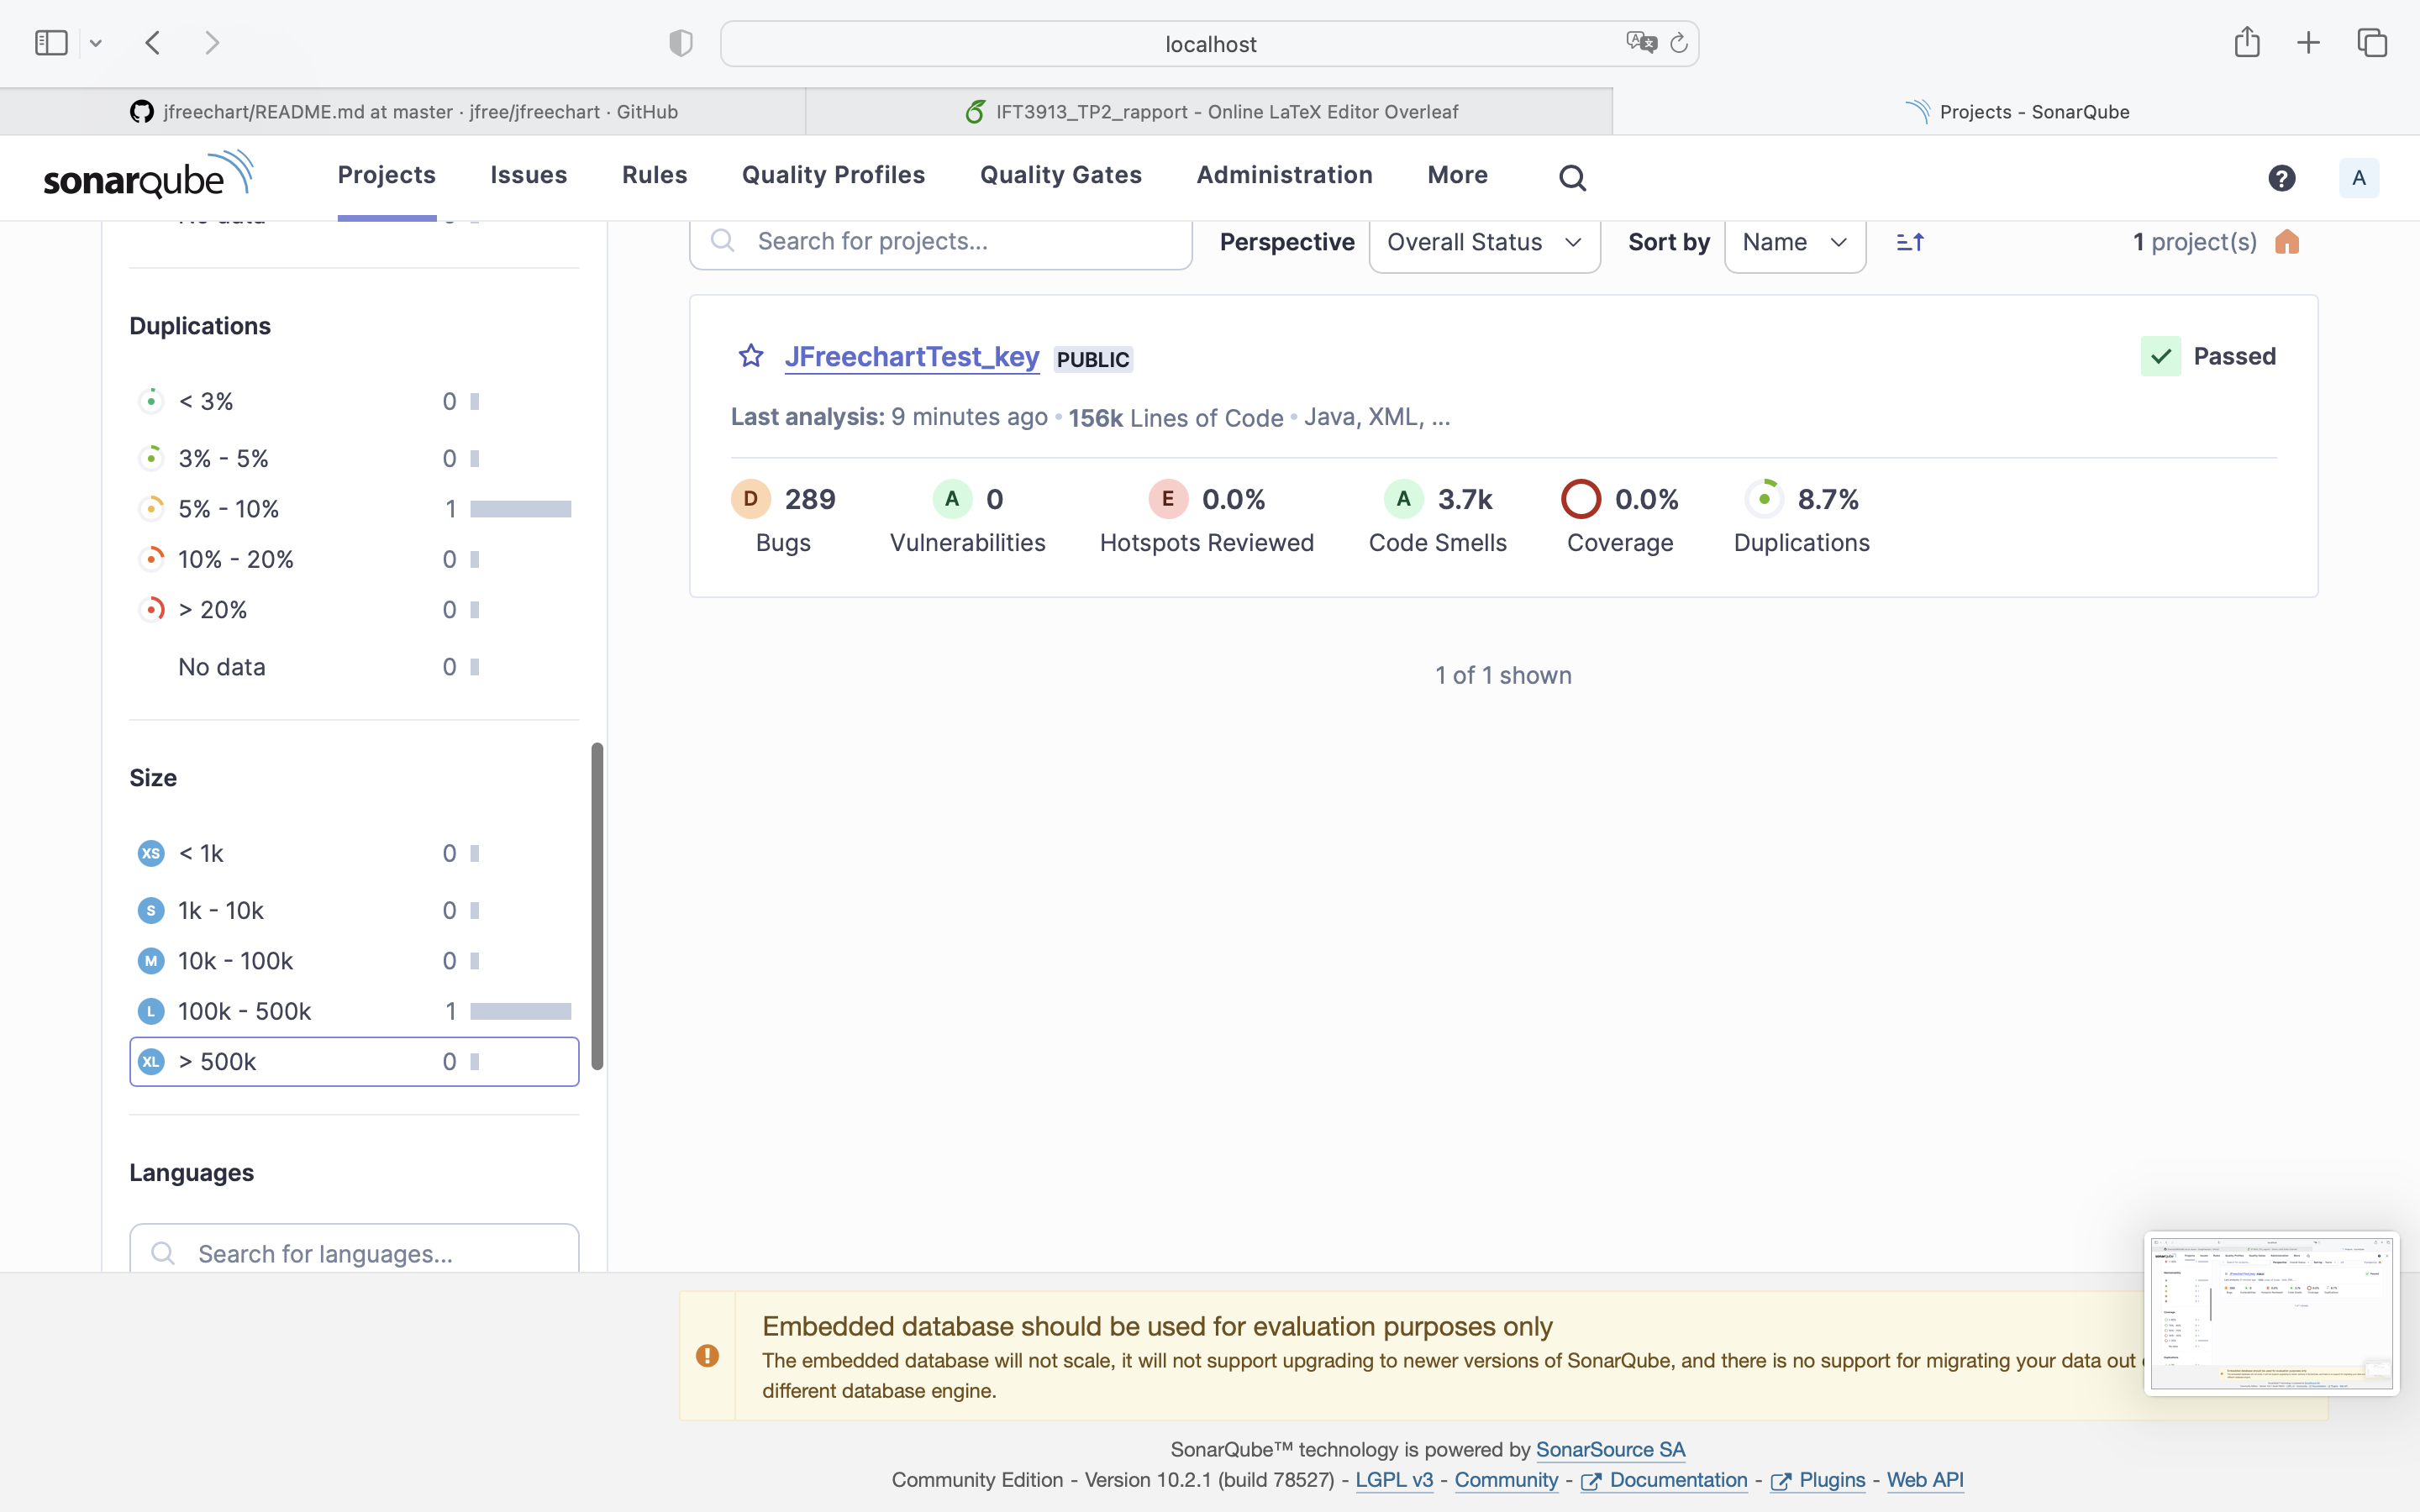 localhost
jfreechart/README.md at master · jfree/jfreechart · GitHub
IFT3913_TP2_rapport - Online LaTeX Editor Overleaf
Projects - SonarQube
sonarqube
Projects
Issues
Rules
Quality Profiles
Quality Gates
Administration
More
?
A
Search for projects...
Perspective
Overall Status
Sort by
Name
1 project(s)
Duplications
< 3% 0
3% - 5% 0
5% - 10% 1
10% - 20% 0
> 20% 0
No data 0
Size
XS < 1k 0
S 1k - 10k 0
M 10k - 100k 0
L 100k - 500k 1
XL > 500k 0
Languages
Search for languages...
JFreechartTest_key PUBLIC
Passed
Last analysis: 9 minutes ago • 156k Lines of Code • Java, XML, ...
D 289
Bugs
A 0
Vulnerabilities
E 0.0%
Hotspots Reviewed
A 3.7k
Code Smells
0.0%
Coverage
8.7%
Duplications
1 of 1 shown
Embedded database should be used for evaluation purposes only
The embedded database will not scale, it will not support upgrading to newer versions of SonarQube, and there is no support for migrating your data out
different database engine.
SonarQube™ technology is powered by SonarSource SA
Community Edition - Version 10.2.1 (build 78527) - LGPL v3 - Community - Documentation - Plugins - Web API